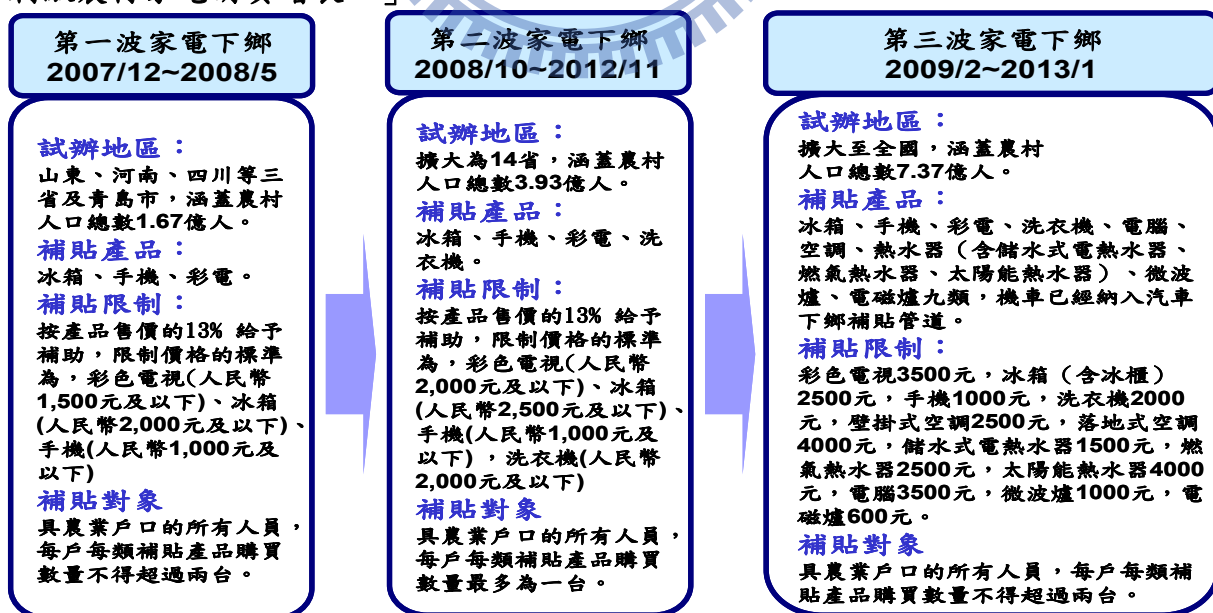 第一波家電下鄉
2007/12~2008/5
試辦地區：
山東、河南、四川等三
省及青島市，涵蓋農村
人口總數1.67億人。
補貼產品：
冰箱、手機、彩電。
補貼限制：
按產品售價的13% 給予
補助，限制價格的標準
為，彩色電視(人民幣
1,500元及以下)、冰箱
(人民幣2,000元及以下)、
手機(人民幣1,000元及
以下)
補貼對象
具農業戶口的所有人員，
每戶每類補貼產品購買
數量不得超過兩台。
第二波家電下鄉
2008/10~2012/11
試辦地區：
擴大為14省，涵蓋農村
人口總數3.93億人。
補貼產品：
冰箱、手機、彩電、洗
衣機。
補貼限制：
按產品售價的13% 給予
補助，限制價格的標準
為，彩色電視(人民幣
2,000元及以下)、冰箱
(人民幣2,500元及以下)、
手機(人民幣1,000元及
以下) ，洗衣機(人民幣
2,000元及以下)
補貼對象
具農業戶口的所有人員，
每戶每類補貼產品購買
數量最多為一台。
第三波家電下鄉
2009/2~2013/1
試辦地區：
擴大至全國，涵蓋農村
人口總數7.37億人。
補貼產品：
冰箱、手機、彩電、洗衣機、電腦、
空調、熱水器（含儲水式電熱水器、
燃氣熱水器、太陽能熱水器）、微波
爐、電磁爐九類，機車已經納入汽車
下鄉補貼管道。
補貼限制：
彩色電視3500元，冰箱（含冰櫃）
2500元，手機1000元，洗衣機2000
元，壁掛式空調2500元，落地式空調
4000元，儲水式電熱水器1500元，燃
氣熱水器2500元，太陽能熱水器4000
元，電腦3500元，微波爐1000元，電
磁爐600元。
補貼對象
具農業戶口的所有人員，每戶每類補
貼產品購買數量不得超過兩台。